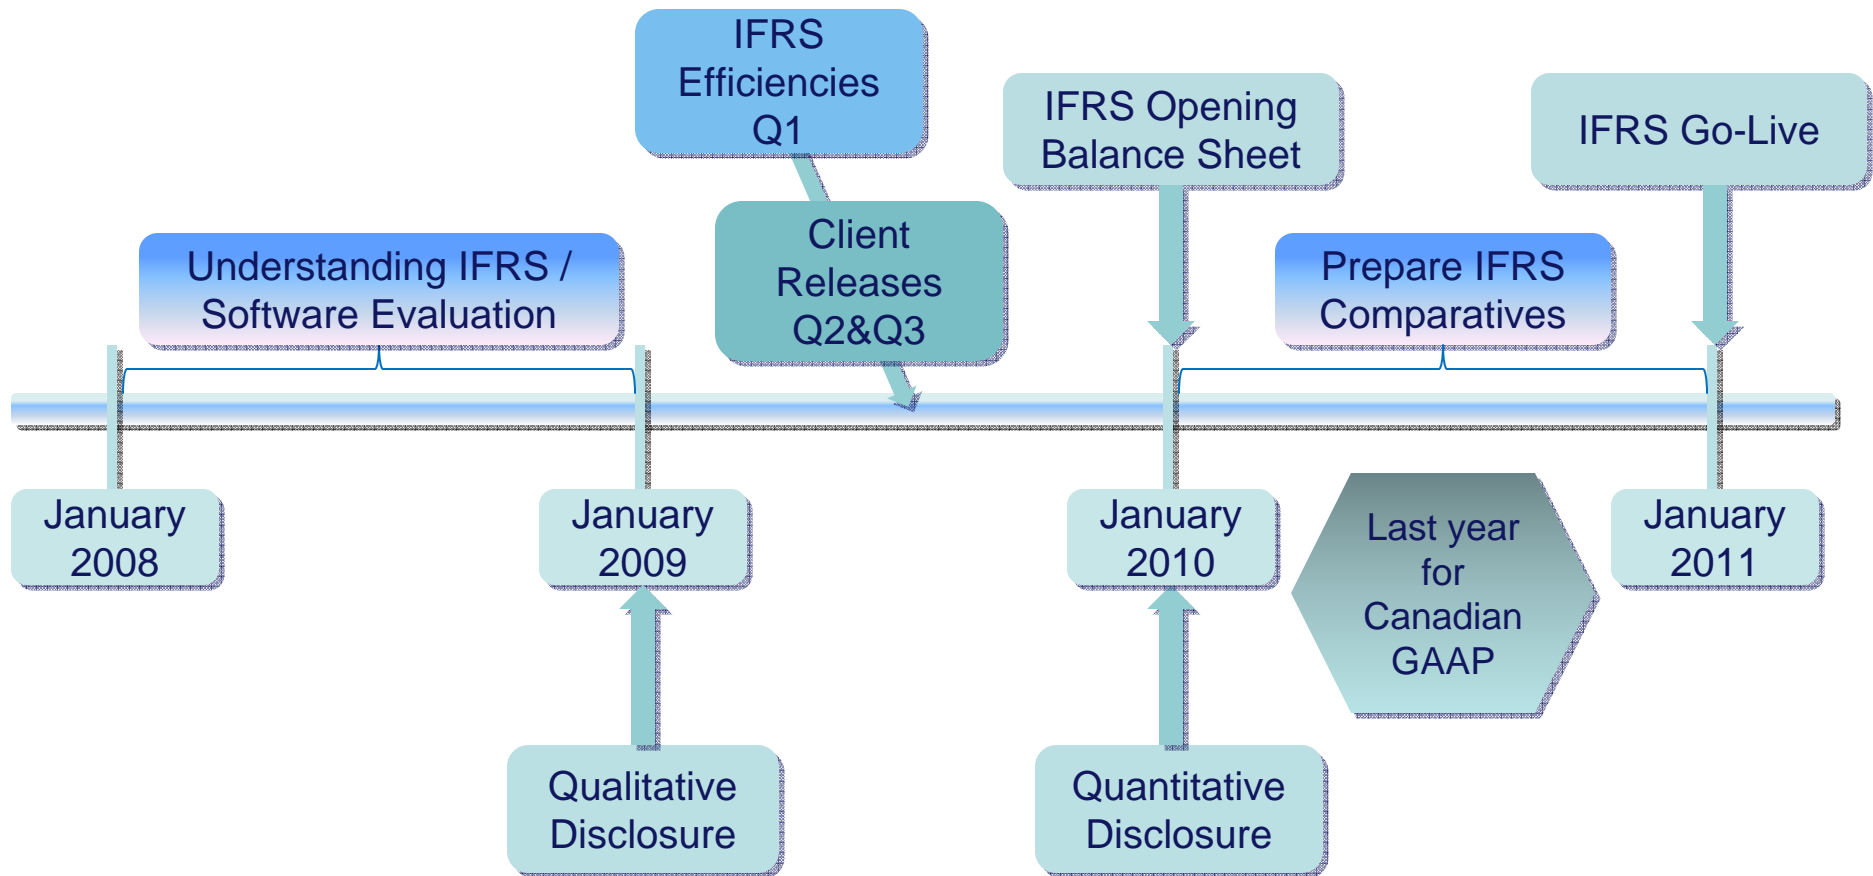 IFRS
Efficiencies
Q1
IFRS Opening
Balance Sheet
IFRS Go-Live
Client
Releases
Q2&Q3
Understanding IFRS /
Software Evaluation
Prepare IFRS
Comparatives
January
2008
January
2009
January
2010
Last year
for
Canadian
GAAP
January
2011
Qualitative
Disclosure
Quantitative
Disclosure